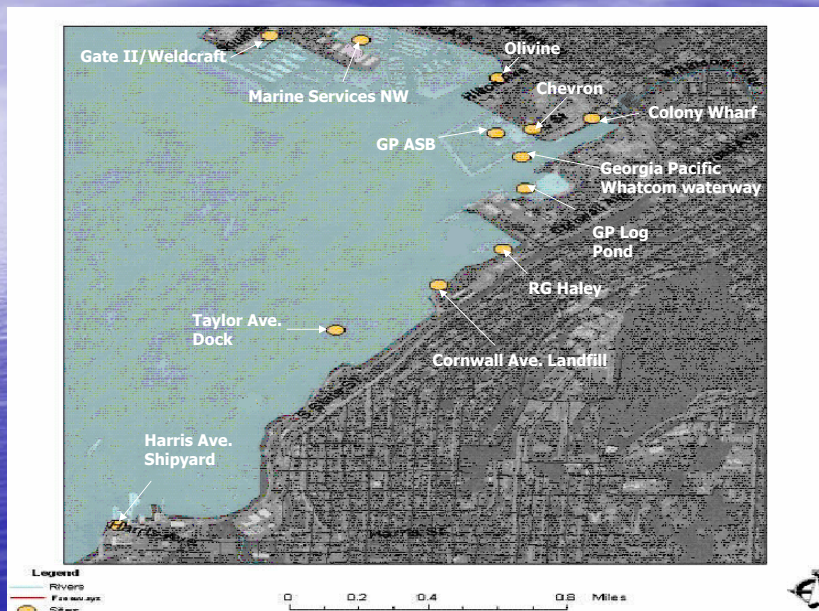 Gate II/Weldcraft
Marine Services NW
Olivine
Chevron
Colony Wharf
GP ASB
Georgia Pacific
Whatcom waterway
GP Log
Pond
RG Haley
Taylor Ave.
Dock
Cornwall Ave. Landfill
Harris Ave.
Shipyard
Legend
Rivers
Freeways
Sites
0 0.2 0.4 0.8 Miles